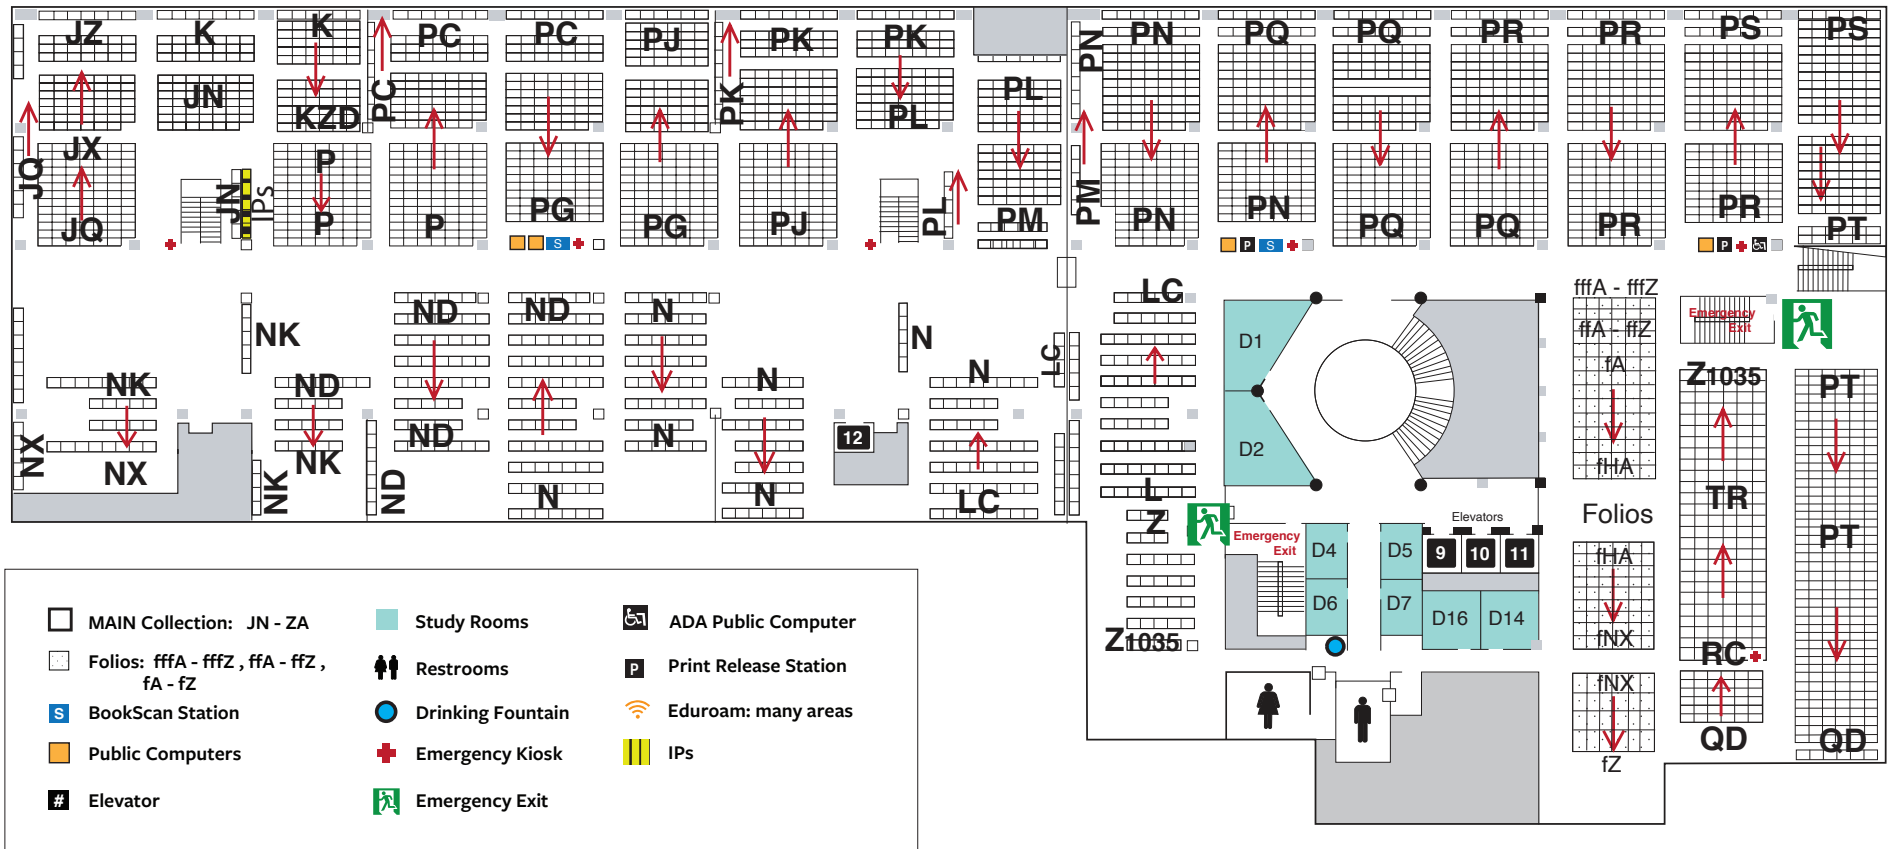 JZ K K PC PC PJ PK PK PN PN PQ PQ PR PR PS PS
JN KZD PC PK PL PL
JQ JX P JN IPs PL PM PM
JQ P P PG PG PJ PN PN PQ PQ PR PR PT
S P S P
LC fffA - fffZ
NK ND ND N N D1 ffA - ffZ Emergency
Exit
LC fA Z1035
NK ND N N PT
NX ND N 12 D2 fHA
NX NK NK ND N N LC L TR
Z Folios
Elevators
Emergency
Exit
D4 D5 9 10 11 fHA PT
D6 D7 D16 D14
Z1035 fNX RC
fNX
QD QD
fZ
MAIN Collection: JN - ZA
Folios: fffA - fffZ , ffA - ffZ ,
fA - fZ
S BookScan Station
Public Computers
# Elevator
Study Rooms
Restrooms
Drinking Fountain
Emergency Kiosk
Emergency Exit
ADA Public Computer
P Print Release Station
Eduroam: many areas
IPs